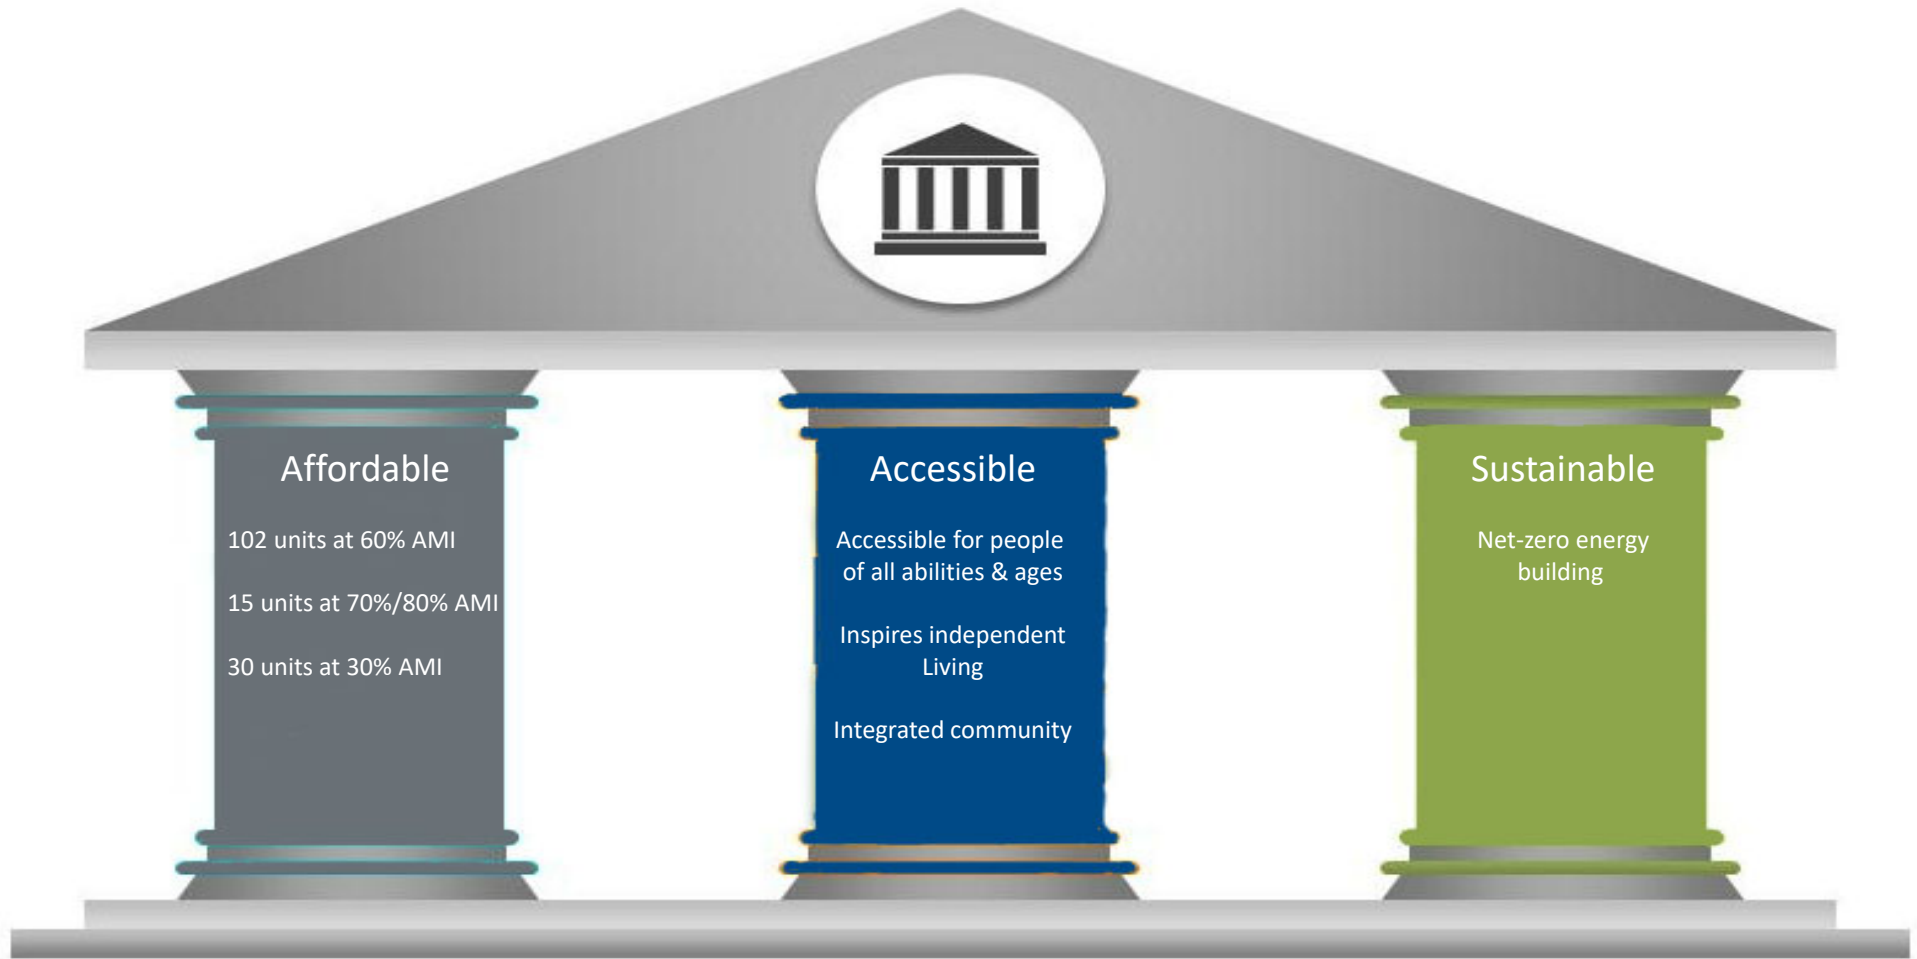 Affordable
102 units at 60% AMI
15 units at 70%/80% AMI
30 units at 30% AMI
Accessible
Accessible for people
of all abilities & ages
Inspires independent
Living
Integrated community
Sustainable
Net-zero energy
building